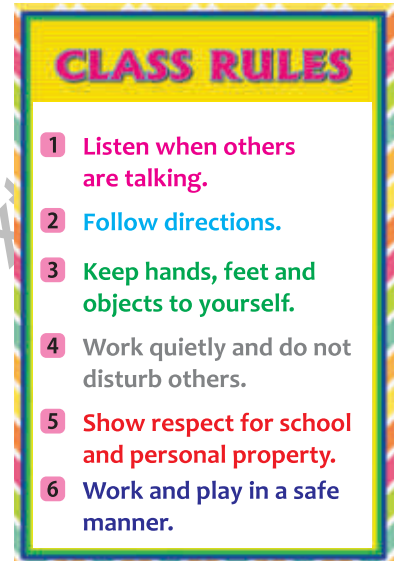 CLASS RULES
1 Listen when others
are talking.
2 Follow directions.
3 Keep hands, feet and
objects to yourself.
4 Work quietly and do not
disturb others.
5 Show respect for school
and personal property.
6 Work and play in a safe
manner.